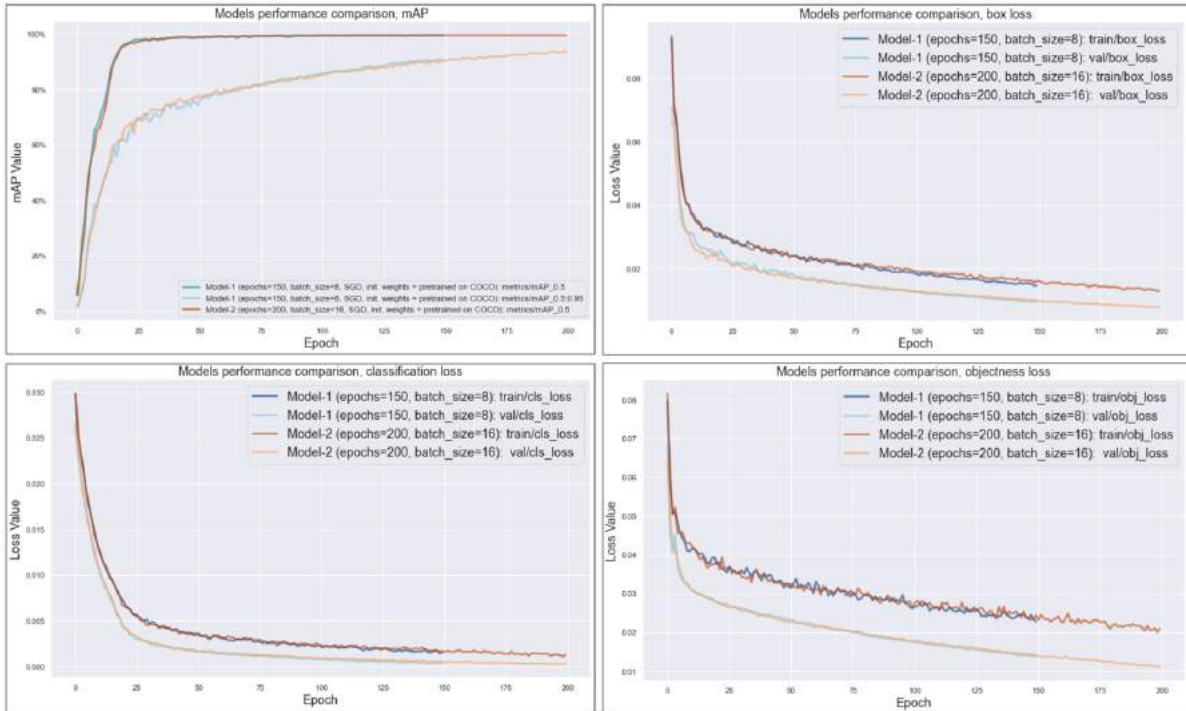 Models performance comparison, mAP
100%
80%
60%
40%
20%
0%
mAP Value
Model-1 (epochs=150, batch_size=8, SGD, init. weights = pretrained on COCO): metrics/mAP_0.5
Model-1 (epochs=150, batch_size=8, SGD, init. weights = pretrained on COCO): metrics/mAP_0.5:0.95
Model-2 (epochs=200, batch_size=16, SGD, init. weights = pretrained on COCO): metrics/mAP_0.5
0 25 50 75 100 125 150 175 200
Epoch
Models performance comparison, box loss
Model-1 (epochs=150, batch_size=8): train/box_loss
Model-1 (epochs=150, batch_size=8): val/box_loss
Model-2 (epochs=200, batch_size=16): train/box_loss
Model-2 (epochs=200, batch_size=16): val/box_loss
0.08
0.06
0.04
0.02
Loss Value
0 25 50 75 100 125 150 175 200
Epoch
Models performance comparison, classification loss
Model-1 (epochs=150, batch_size=8): train/cls_loss
Model-1 (epochs=150, batch_size=8): val/cls_loss
Model-2 (epochs=200, batch_size=16): train/cls_loss
Model-2 (epochs=200, batch_size=16): val/cls_loss
0.030
0.025
0.020
0.015
0.010
0.005
0.000
Loss Value
0 25 50 75 100 125 150 175 200
Epoch
Models performance comparison, objectness loss
Model-1 (epochs=150, batch_size=8): train/obj_loss
Model-1 (epochs=150, batch_size=8): val/obj_loss
Model-2 (epochs=200, batch_size=16): train/obj_loss
Model-2 (epochs=200, batch_size=16): val/obj_loss
0.08
0.07
0.06
0.05
0.04
0.03
0.02
0.01
Loss Value
0 25 50 75 100 125 150 175 200
Epoch